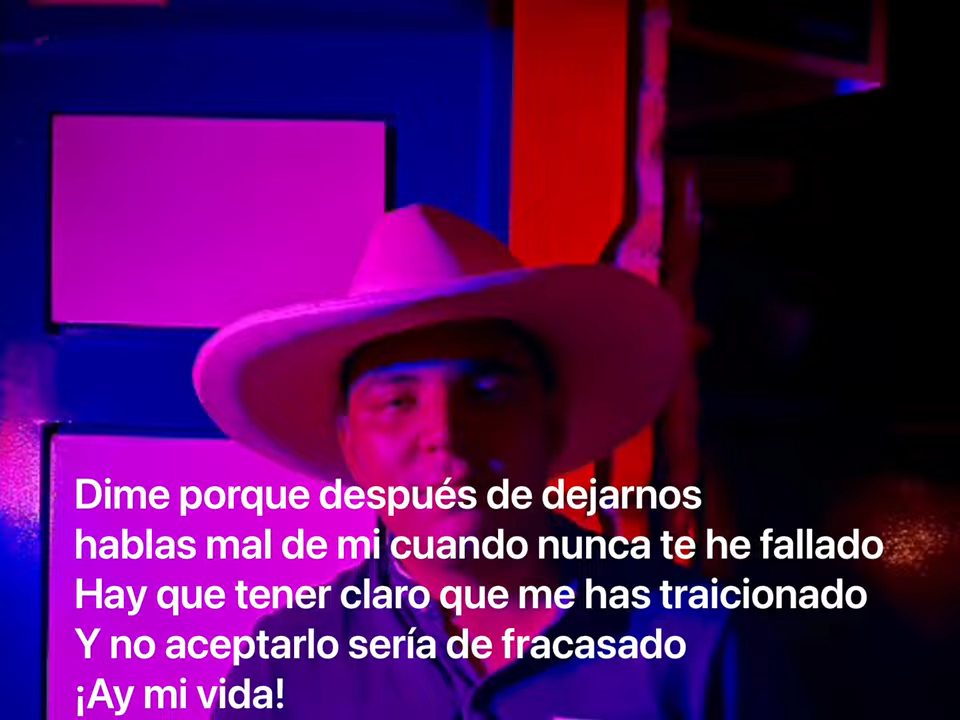 Dime porque después de dejarnos
hablas mal de mi cuando nunca te he fallado
Hay que tener claro que me has traicionado
Y no aceptarlo sería de fracasado
¡Ay mi vida!